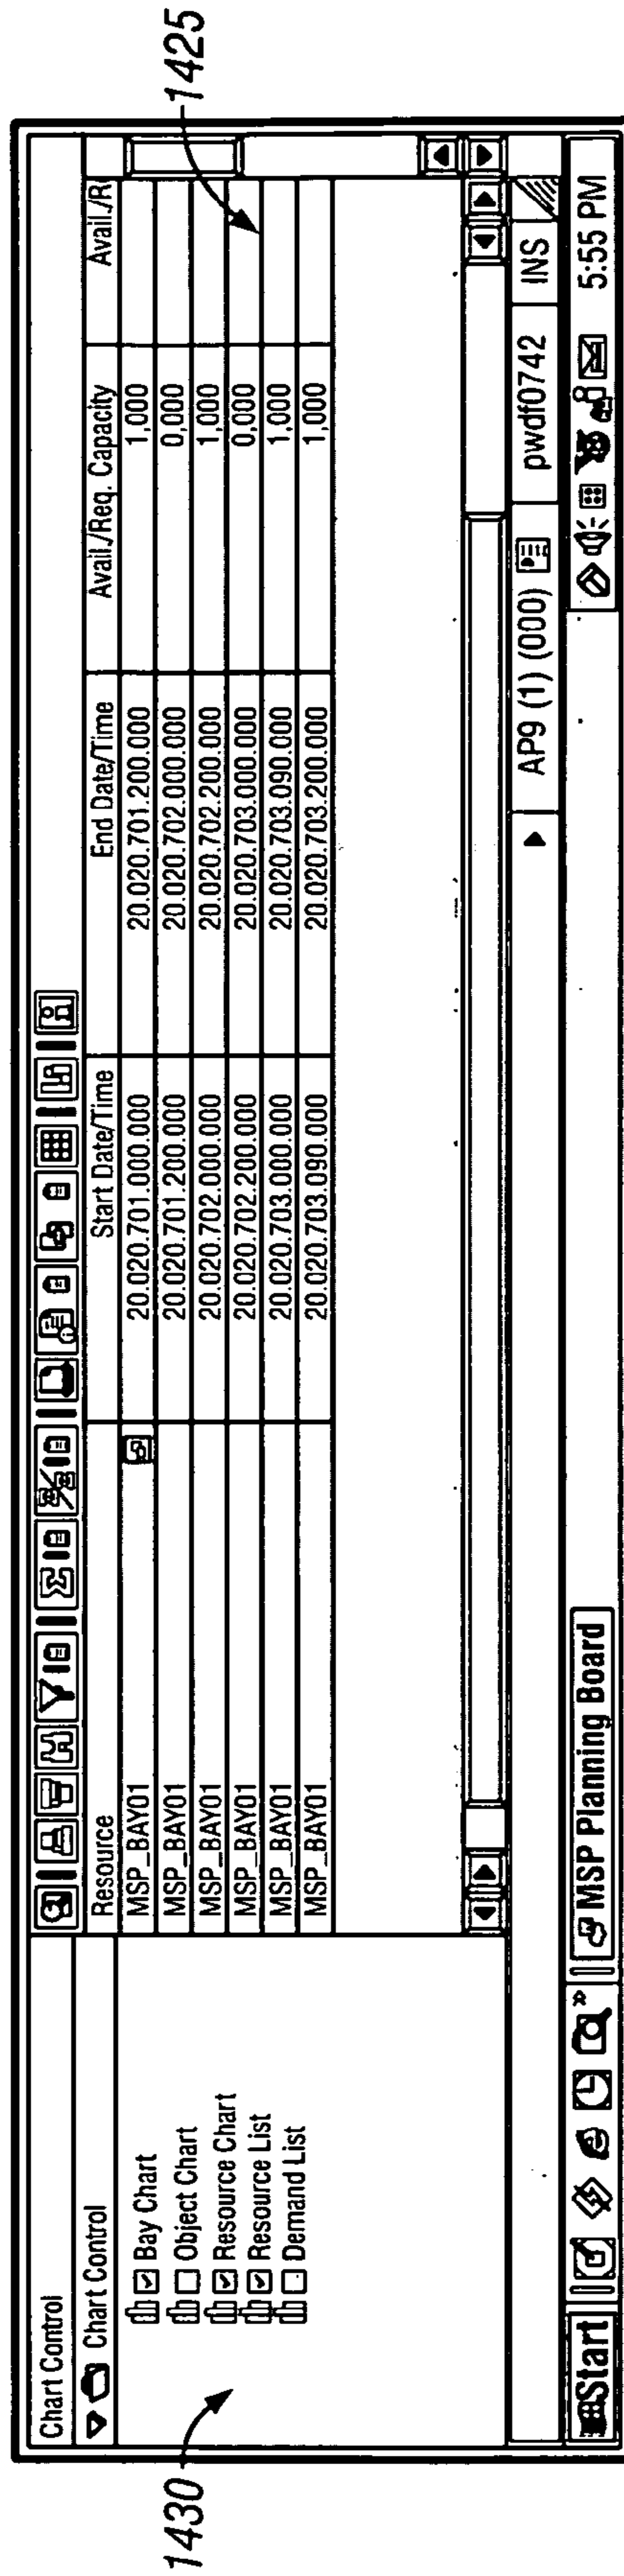 1430
1425
Chart Control
Chart Control
Bay Chart
Object Chart
Resource Chart
Resource List
Demand List
Resource Start Date/Time End Date/Time Avail./Req. Capacity Avail./R
MSP_BAY01 20.020.701.000.000 20.020.701.200.000 1,000
MSP_BAY01 20.020.701.200.000 20.020.702.000.000 0,000
MSP_BAY01 20.020.702.000.000 20.020.702.200.000 1,000
MSP_BAY01 20.020.702.200.000 20.020.703.000.000 0,000
MSP_BAY01 20.020.703.000.000 20.020.703.090.000 1,000
MSP_BAY01 20.020.703.090.000 20.020.703.200.000 1,000
AP9 (1) (000) pwdf0742 INS
Start » MSP Planning Board 5:55 PM